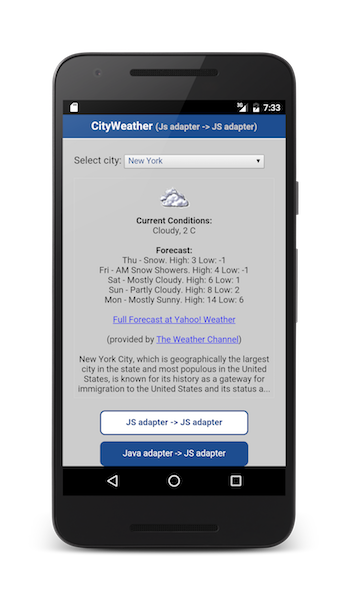 3G 7:33
CityWeather (Js adapter -> JS adapter)
Select city: New York
Current Conditions:
Cloudy, 2 C
Forecast:
Thu - Snow. High: 3 Low: -1
Fri - AM Snow Showers. High: 4 Low: -1
Sat - Mostly Cloudy. High: 6 Low: 1
Sun - Partly Cloudy. High: 8 Low: 2
Mon - Mostly Sunny. High: 14 Low: 6
Full Forecast at Yahoo! Weather
(provided by The Weather Channel)
New York City, which is geographically the largest
city in the state and most populous in the United
States, is known for its history as a gateway for
immigration to the United States and its status a...
JS adapter -> JS adapter
Java adapter -> JS adapter